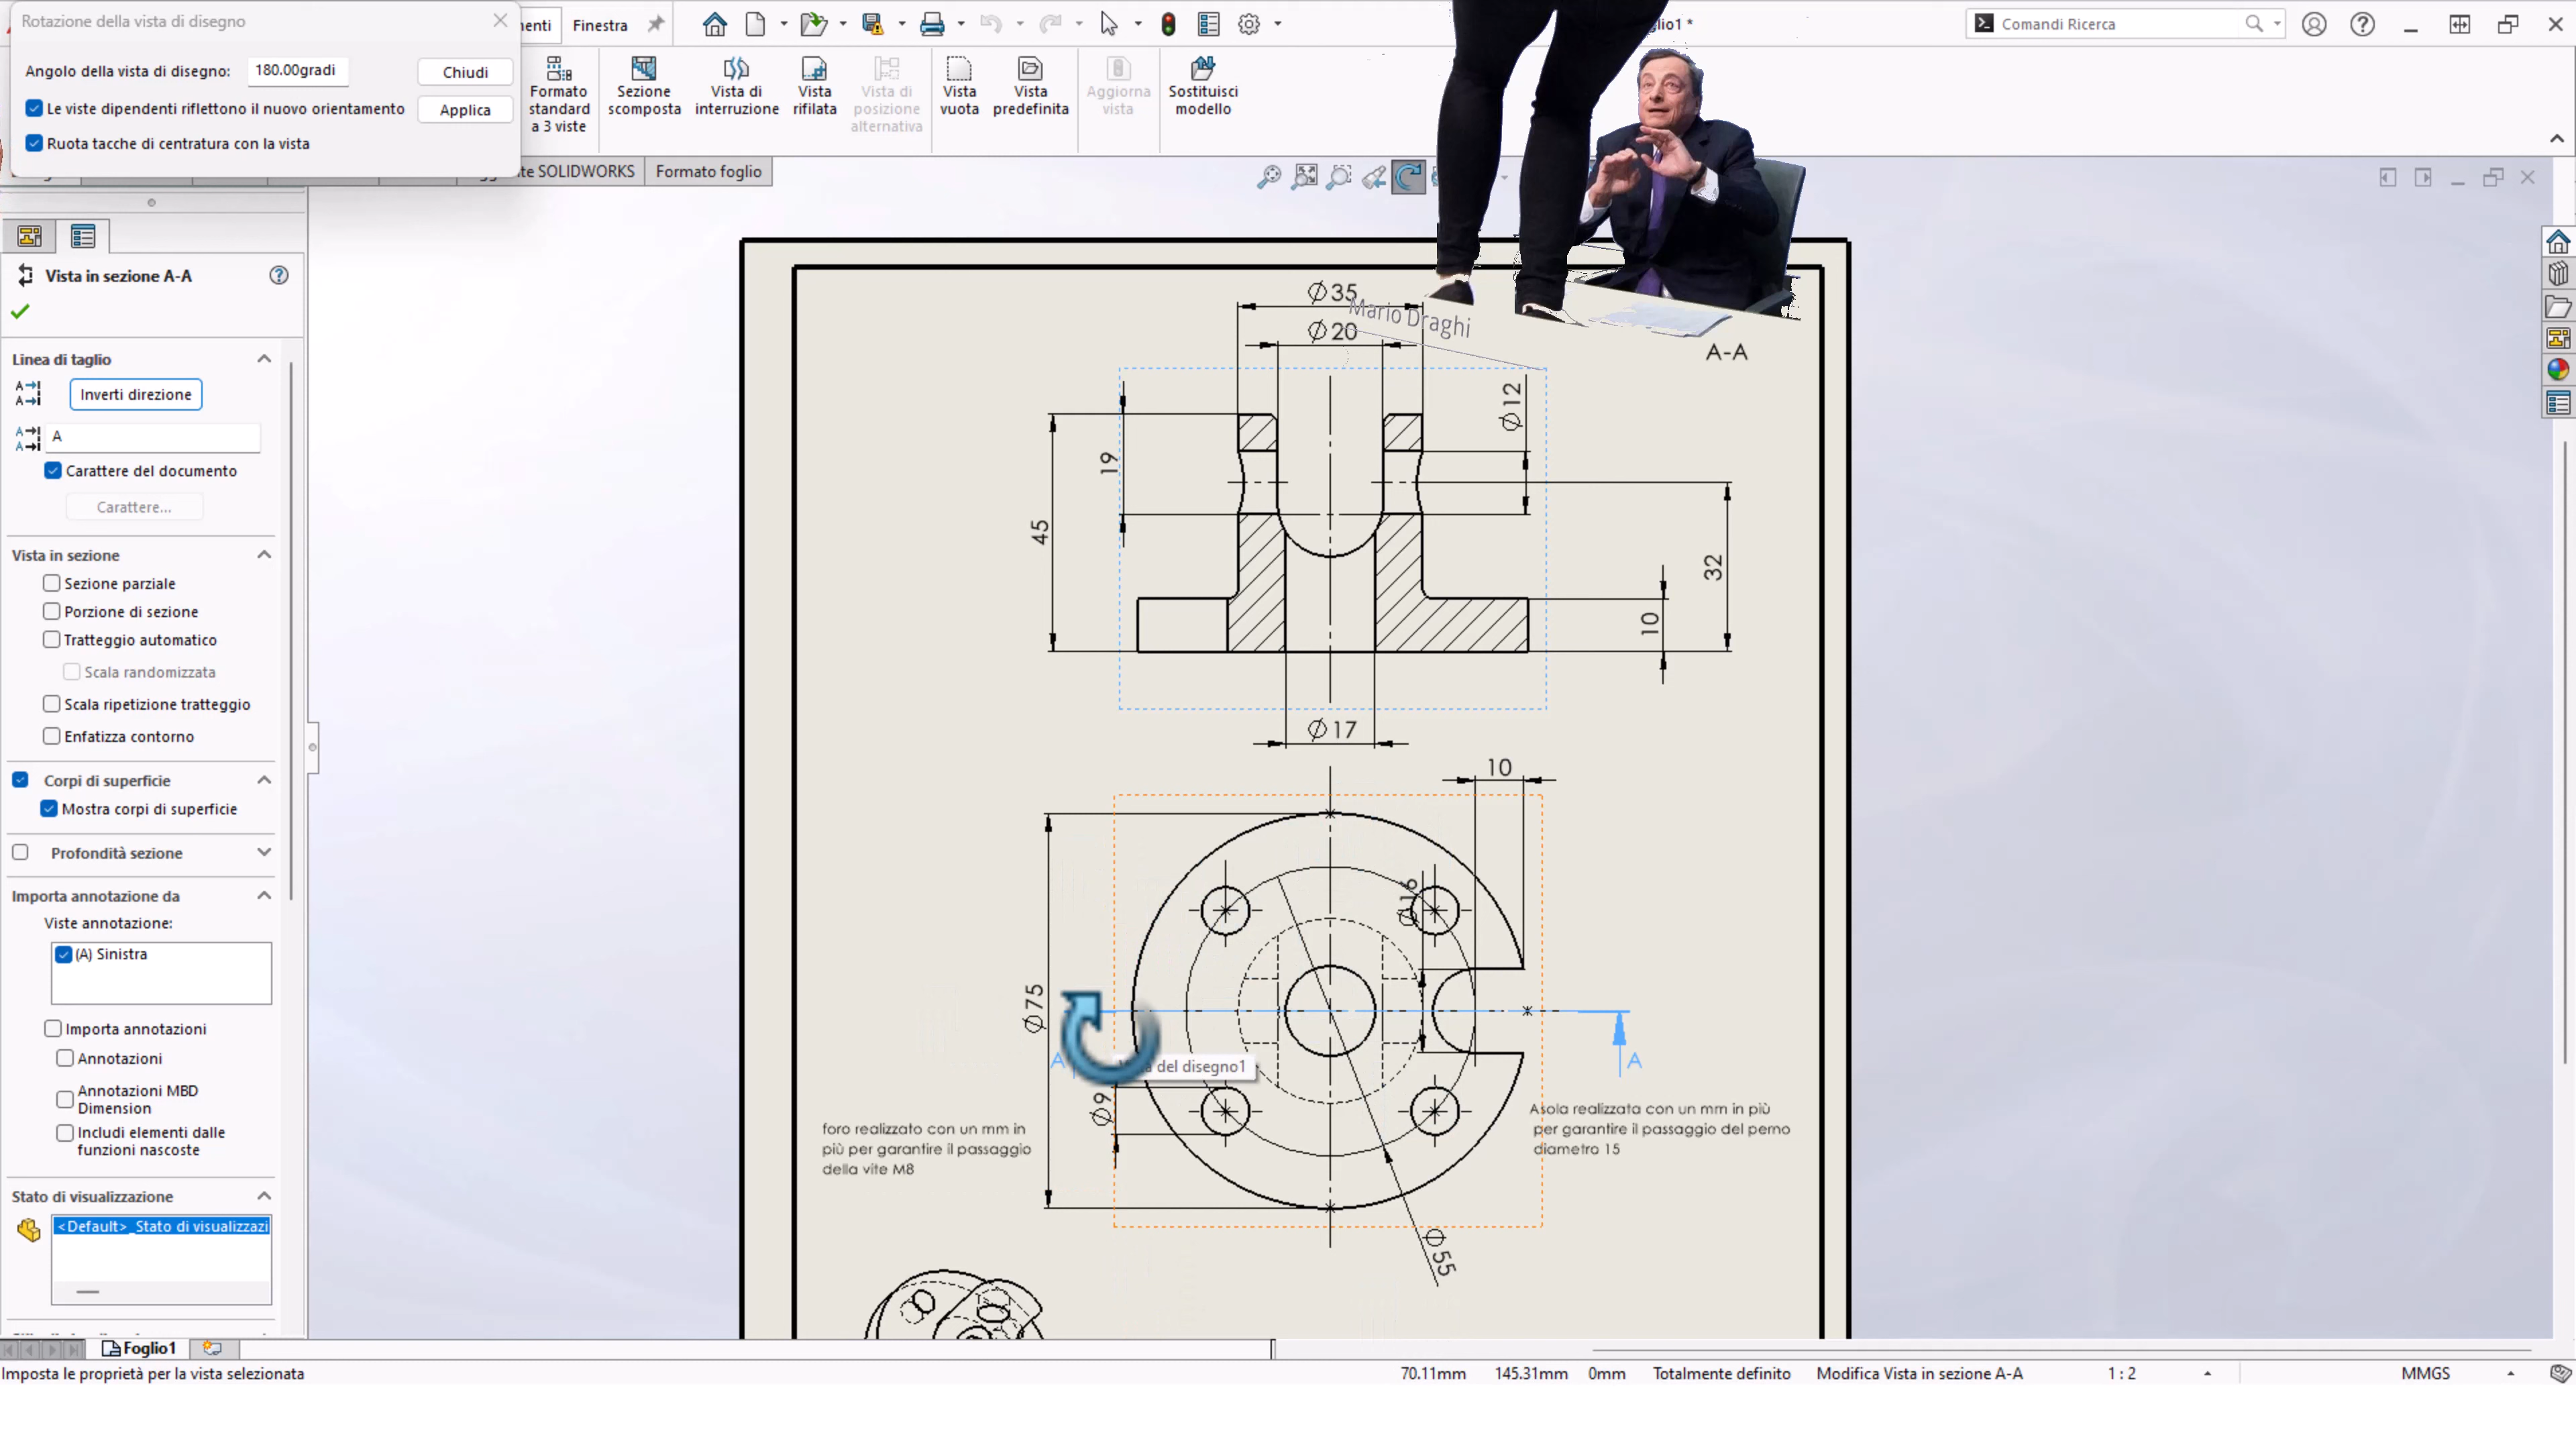 Rotazione della vista di disegno
Angolo della vista di disegno: 180.00gradi
Chiudi
Le viste dipendenti riflettono il nuovo orientamento
Applica
Ruota tacche di centratura con la vista
Finestra
Comandi Ricerca
Formato standard a 3 viste
Sezione scomposta
Vista di interruzione
Vista rifilata
Vista di posizione alternativa
Vista vuota
Vista predefinita
Aggiorna vista
Sostituisci modello
SOLIDWORKS
Formato foglio
Vista in sezione A-A
Linea di taglio
Inverti direzione
A
Carattere del documento
Carattere...
Vista in sezione
Sezione parziale
Porzione di sezione
Tratteggio automatico
Scala randomizzata
Scala ripetizione tratteggio
Enfatizza contorno
Corpi di superficie
Mostra corpi di superficie
Profondità sezione
Importa annotazione da
Viste annotazione:
(A) Sinistra
Importa annotazioni
Annotazioni
Annotazioni MBD
Dimension
Includi elementi dalle
funzioni nascoste
Stato di visualizzazione
<Default>_Stato di visualizzazi
Mario Draghi
A-A
∅35
∅20
∅12
19
45
32
10
∅17
10
∅75
∅16
A
A
del disegno1
∅9
∅55
foro realizzato con un mm in
più per garantire il passaggio
della vite M8
Asola realizzata con un mm in più
per garantire il passaggio del perno
diametro 15
Foglio1
Imposta le proprietà per la vista selezionata
70.11mm 145.31mm 0mm Totalmente definito Modifica Vista in sezione A-A 1 : 2 MMGS